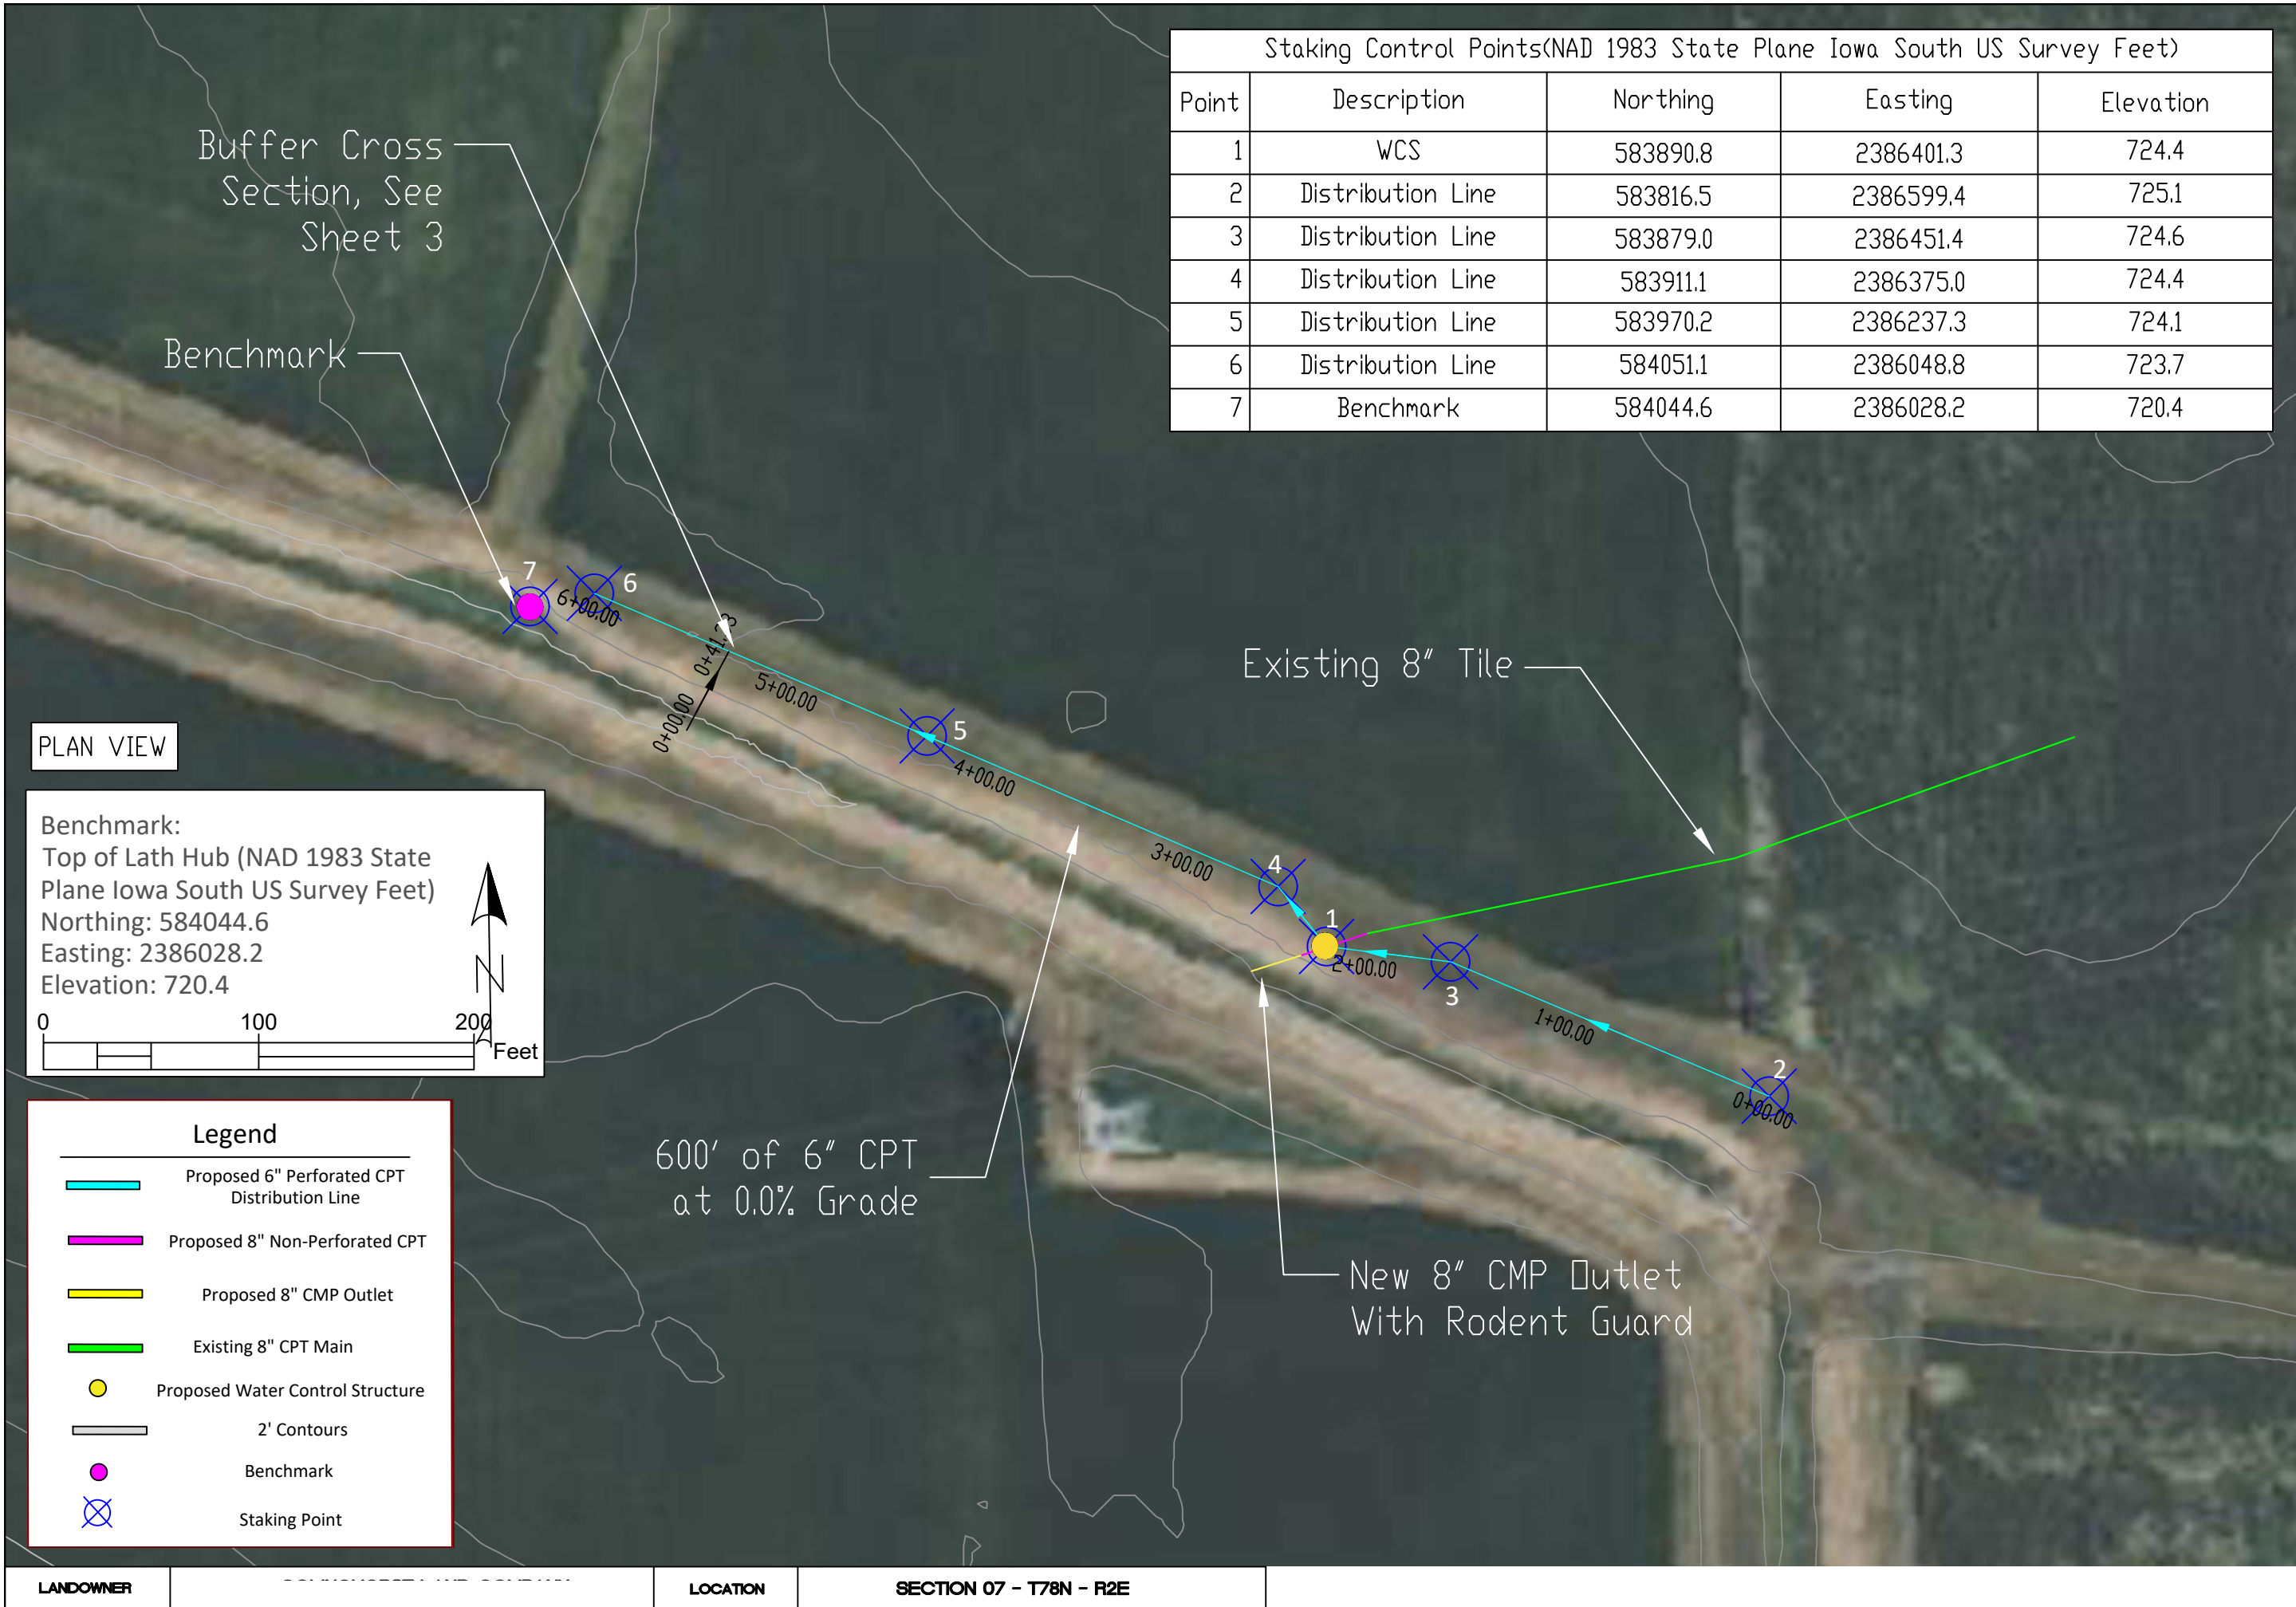 Staking Control Points(NAD 1983 State Plane Iowa South US Survey Feet)
Point Description Northing Easting Elevation
1 WCS 583890.8 2386401.3 724.4
2 Distribution Line 583816.5 2386599.4 725.1
3 Distribution Line 583879.0 2386451.4 724.6
4 Distribution Line 583911.1 2386375.0 724.4
5 Distribution Line 583970.2 2386237.3 724.1
6 Distribution Line 584051.1 2386048.8 723.7
7 Benchmark 584044.6 2386028.2 720.4
Buffer Cross
Section, See
Sheet 3
Benchmark
7
6
6+00.00
0+41.23
0+00.00
5+00.00
5
4+00.00
3+00.00
4
1
2+00.00
3
1+00.00
2
0+00.00
Existing 8" Tile
600' of 6" CPT
at 0.0% Grade
New 8" CMP Outlet
With Rodent Guard
PLAN VIEW
Benchmark:
Top of Lath Hub (NAD 1983 State
Plane Iowa South US Survey Feet)
Northing: 584044.6
Easting: 2386028.2
Elevation: 720.4
N
0 100 200
Feet
Legend
Proposed 6" Perforated CPT
Distribution Line
Proposed 8" Non-Perforated CPT
Proposed 8" CMP Outlet
Existing 8" CPT Main
Proposed Water Control Structure
2' Contours
Benchmark
Staking Point
LANDOWNER
LOCATION
SECTION 07 - T78N - R2E